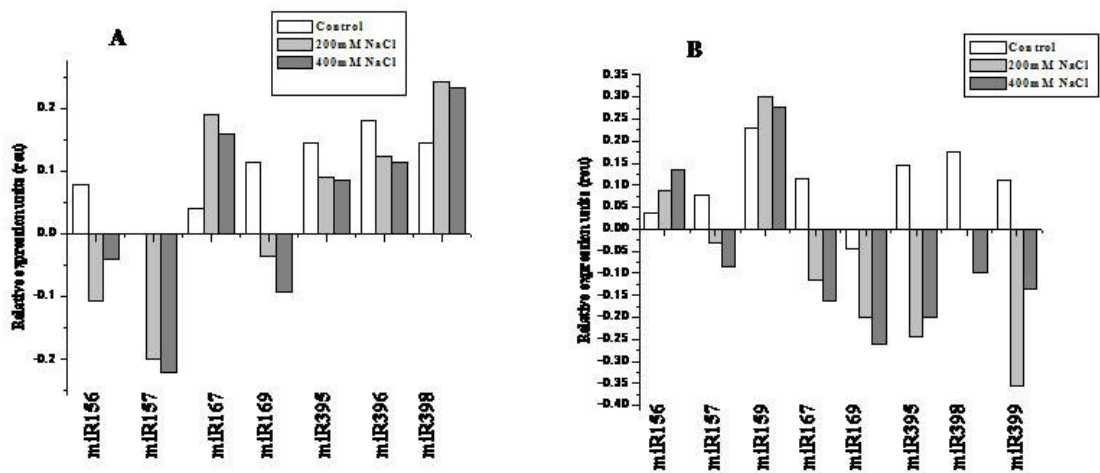 A
Control
200mM NaCl
400mM NaCl
Relative expression units (reu)
0.2
0.1
0.0
-0.1
-0.2
miR156
miR157
miR167
miR169
miR395
miR396
miR398
B
Control
200mM NaCl
400mM NaCl
Relative expression units (reu)
0.35
0.30
0.25
0.20
0.15
0.10
0.05
0.00
-0.05
-0.10
-0.15
-0.20
-0.25
-0.30
-0.35
-0.40
miR156
miR157
miR159
miR167
miR169
miR395
miR398
miR399